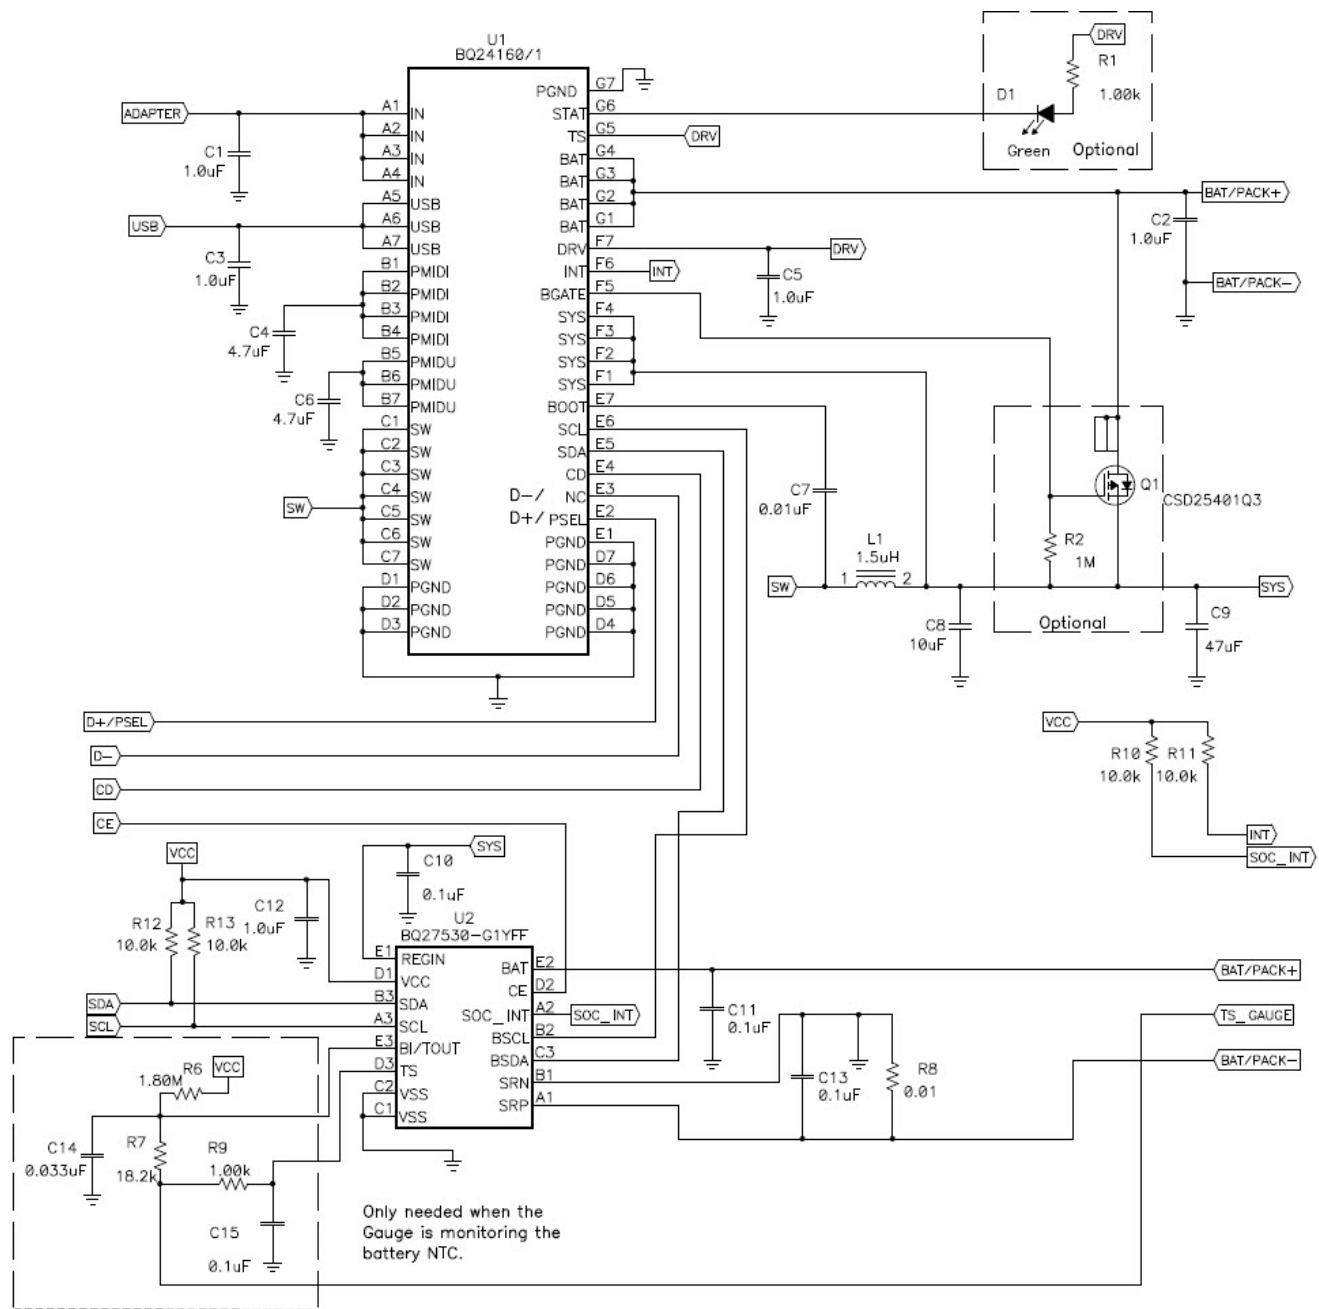 U1
BQ24160/1
ADAPTER
C1
1.0uF
USB
C3
1.0uF
C4
4.7uF
C6
4.7uF
SW
A1 IN
A2 IN
A3 IN
A4 IN
A5 USB
A6 USB
A7 USB
B1 PMIDI
B2 PMIDI
B3 PMIDI
B4 PMIDI
B5 PMIDU
B6 PMIDU
B7 PMIDU
C1 SW
C2 SW
C3 SW
C4 SW
C5 SW
C6 SW
C7 SW
D1 PGND
D2 PGND
D3 PGND
PGND G7
STAT G6
TS G5
BAT G4
BAT G3
BAT G2
BAT G1
DRV F7
INT F6
BGATE F5
SYS F4
SYS F3
SYS F2
SYS F1
BOOT E7
SCL E6
SDA E5
CD E4
D-/ NC E3
D+/ PSEL E2
PGND E1
PGND D7
PGND D6
PGND D5
PGND D4
DRV
R1
1.00k
D1
Green
Optional
DRV
BAT/PACK+
C2
1.0uF
BAT/PACK-
DRV
C5
1.0uF
INT
C7
0.01uF
L1
1.5uH
SW
1
2
Q1
CSD25401Q3
R2
1M
Optional
SYS
C8
10uF
C9
47uF
D+/PSEL
D-
CD
CE
VCC
R10
10.0k
R11
10.0k
INT
SOC_INT
VCC
R12
10.0k
R13
10.0k
C12
1.0uF
SYS
C10
0.1uF
U2
BQ27530-G1YFF
SDA
SCL
E1 REGIN
D1 VCC
B3 SDA
A3 SCL
E3 BI/TOUT
D3 TS
C2 VSS
C1 VSS
BAT E2
CE D2
SOC_INT A2
BSCL B2
BSDA C3
SRN B1
SRP A1
SOC_INT
C11
0.1uF
C13
0.1uF
R8
0.01
BAT/PACK+
TS_GAUGE
BAT/PACK-
R6
1.80M
VCC
C14
0.033uF
R7
18.2k
R9
1.00k
C15
0.1uF
Only needed when the
Gauge is monitoring the
battery NTC.